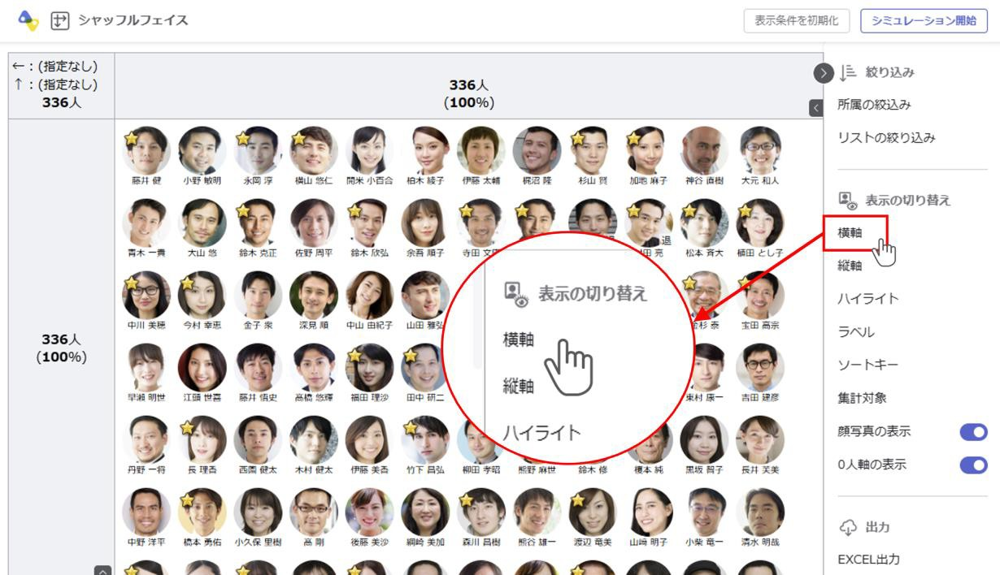 シャッフルフェイス
表示条件を初期化
シミュレーション開始
←：(指定なし)
↑：(指定なし)
336人
336人
(100%)
336人
(100%)
藤井 健 小野 敏明 永岡 淳 横山 悠仁 開米 小百合 柏木 綾子 伊藤 太輔 梶沼 隆 杉山 賢 加地 麻子 神谷 直樹 大元 和人
退
青木 一貴 大山 悠 鈴木 克正 佐野 周平 鈴木 欣弘 余吾 順子 寺田 亮 松本 斉大 植田 とし子
中川 美穂 今村 幸恵 金子 衆 深見 順 中山 由紀子 山田 雅弘 金杉 泰 宝田 高宗
早瀬 明世 江頭 世喜 藤井 悟史 高橋 悠輝 福田 理沙 田中 研二 東村 康一 吉田 建彦
丹野 一将 長 理香 西園 健太 木村 健太 伊藤 美香 竹下 昌弘 柳田 孝昭 熊野 麻世 鈴木 修 榎本 純 黒坂 智子 長井 芙美
中野 洋平 橋本 勇佑 小久保 里樹 高 剛 後藤 美沙 綱崎 美加 森川 昌樹 熊谷 雄一 渡辺 竜美 山崎 明子 小柴 竜一 清水 明哉
表示の切り替え
横軸
縦軸
ハイライト
絞り込み
所属の絞込み
リストの絞り込み
表示の切り替え
横軸
縦軸
ハイライト
ラベル
ソートキー
集計対象
顔写真の表示
0人軸の表示
出力
EXCEL出力